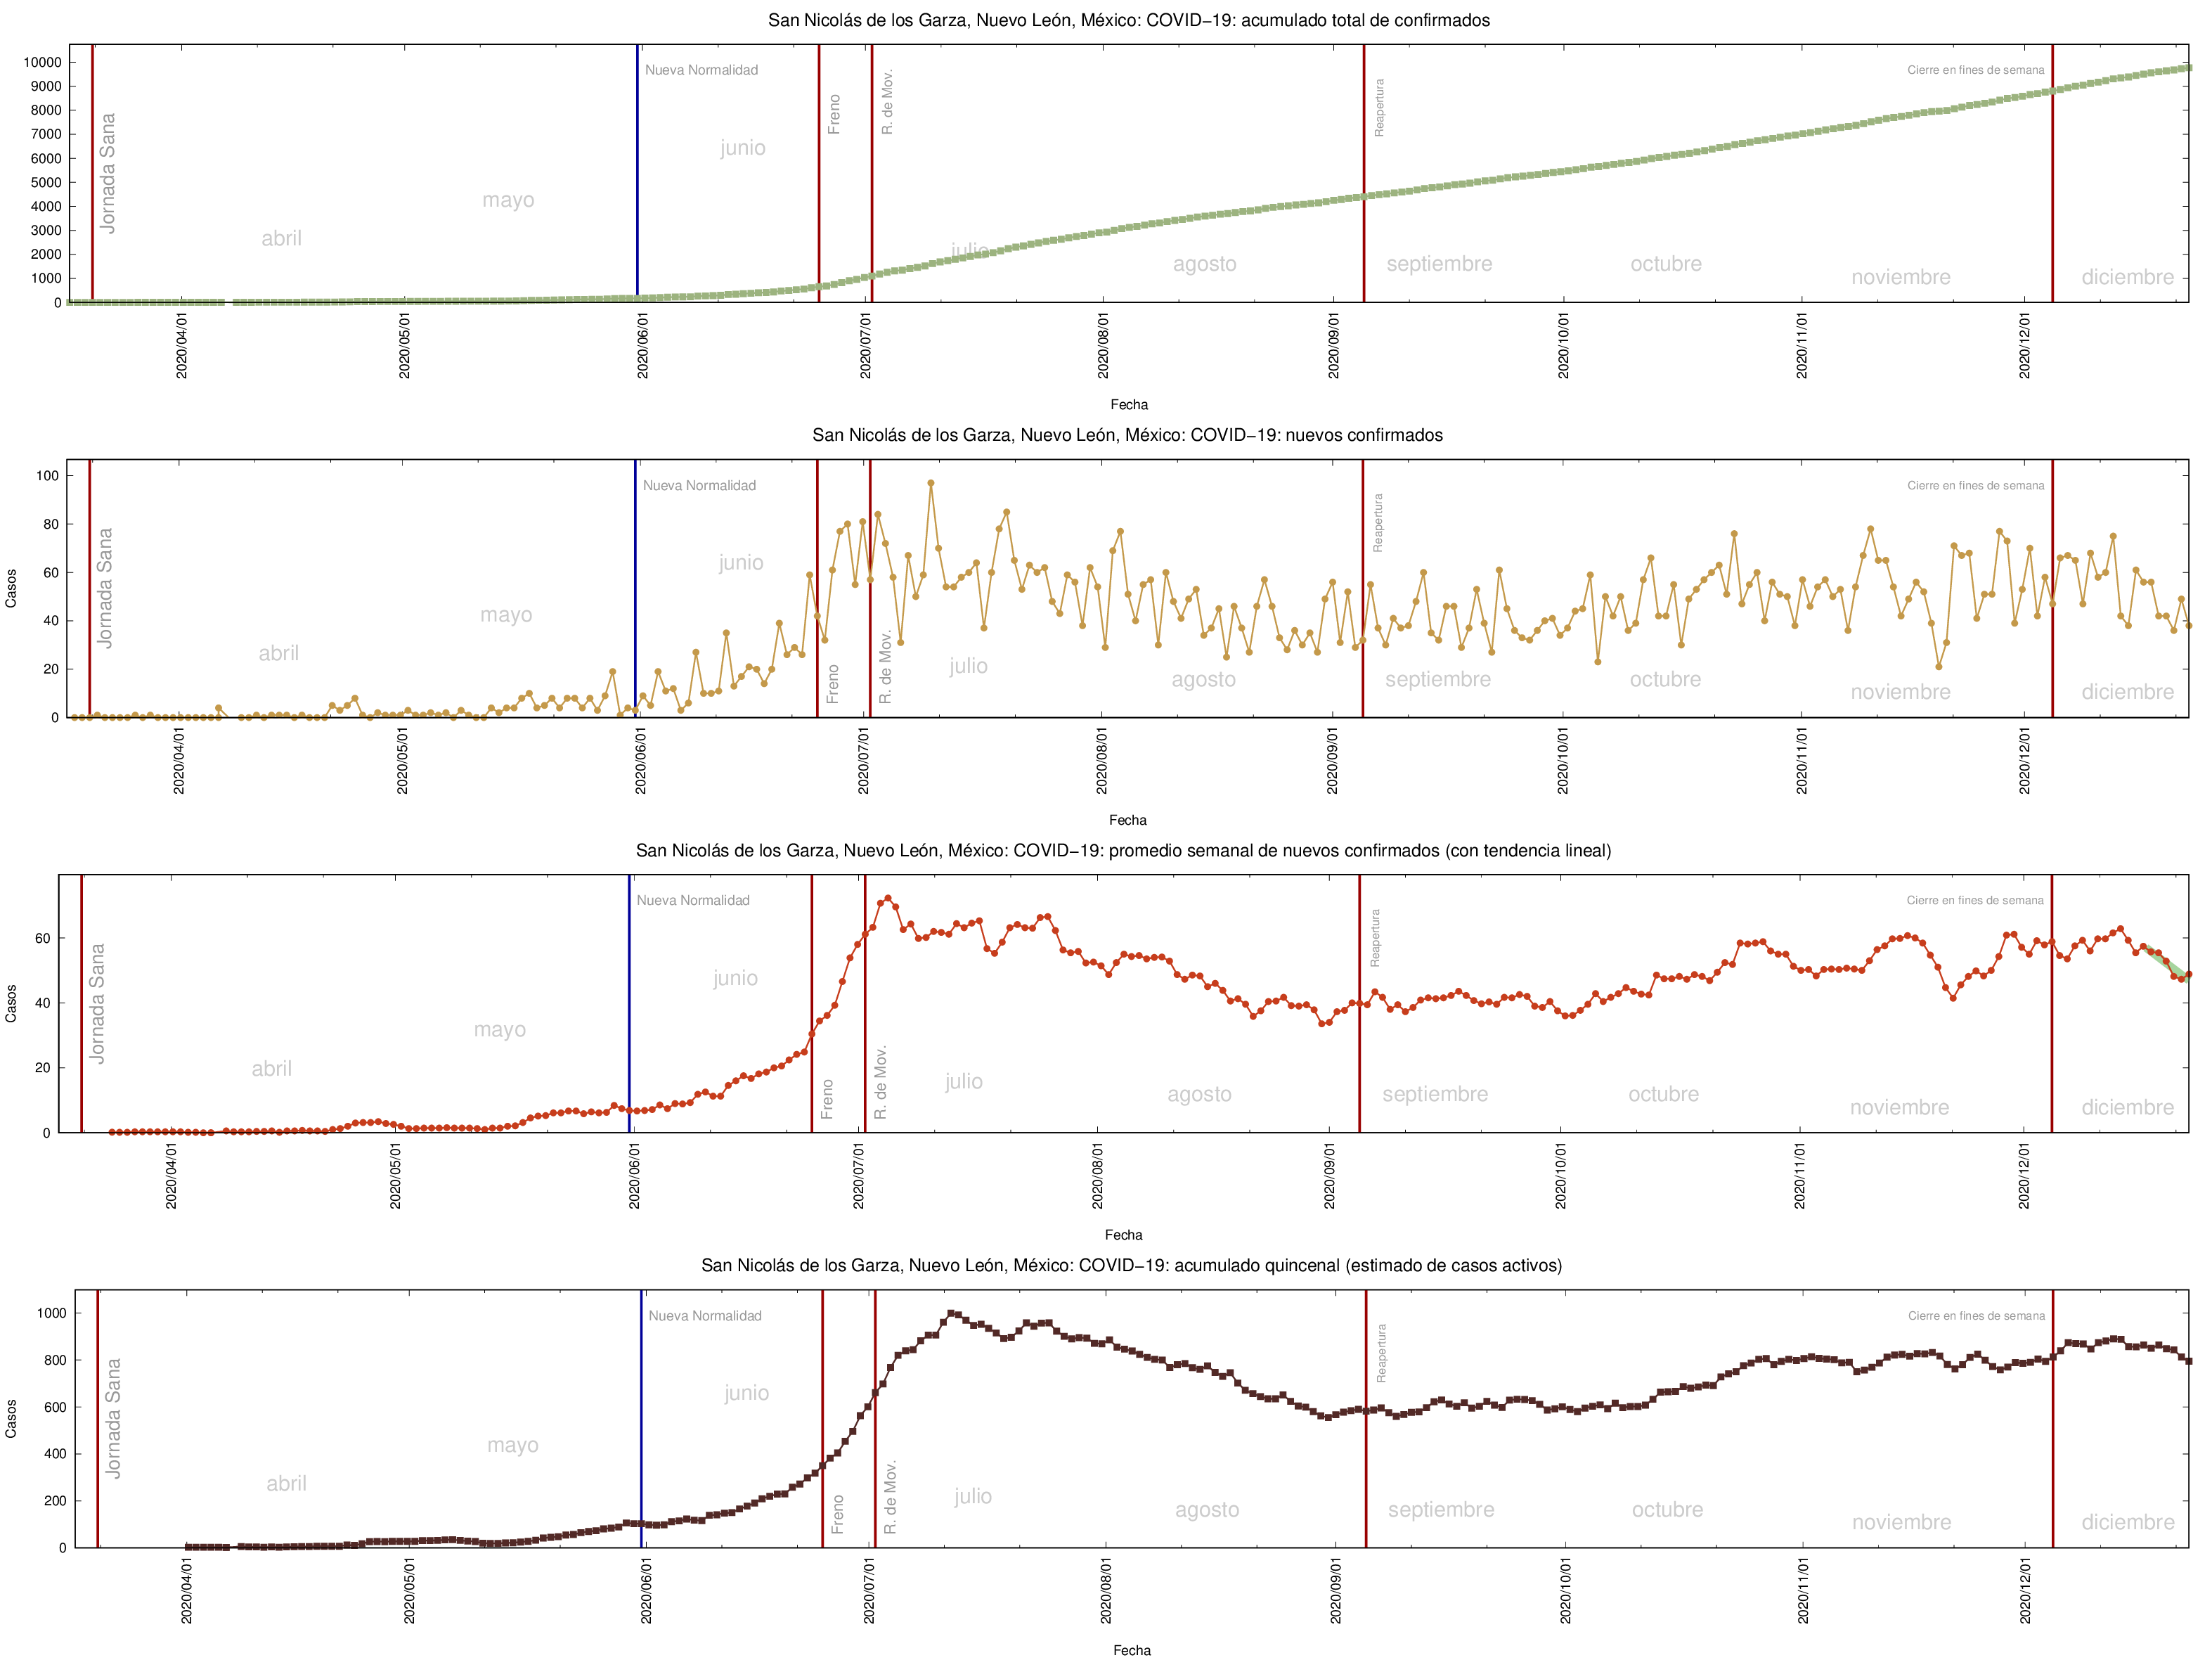 San Nicolás de los Garza, Nuevo León, México: COVID−19: acumulado total de confirmados
10000
9000
8000
7000
6000
5000
4000
3000
2000
1000
0
Jornada Sana
abril
mayo
Nueva Normalidad
junio
Freno
R. de Mov.
julio
agosto
Reapertura
septiembre
octubre
noviembre
Cierre en fines de semana
diciembre
2020/04/01
2020/05/01
2020/06/01
2020/07/01
2020/08/01
2020/09/01
2020/10/01
2020/11/01
2020/12/01
Fecha
San Nicolás de los Garza, Nuevo León, México: COVID−19: nuevos confirmados
Casos
100
80
60
40
20
0
Jornada Sana
abril
mayo
Nueva Normalidad
junio
Freno
R. de Mov.
julio
agosto
Reapertura
septiembre
octubre
noviembre
Cierre en fines de semana
diciembre
2020/04/01
2020/05/01
2020/06/01
2020/07/01
2020/08/01
2020/09/01
2020/10/01
2020/11/01
2020/12/01
Fecha
San Nicolás de los Garza, Nuevo León, México: COVID−19: promedio semanal de nuevos confirmados (con tendencia lineal)
Casos
60
40
20
0
Jornada Sana
abril
mayo
Nueva Normalidad
junio
Freno
R. de Mov.
julio
agosto
Reapertura
septiembre
octubre
noviembre
Cierre en fines de semana
diciembre
2020/04/01
2020/05/01
2020/06/01
2020/07/01
2020/08/01
2020/09/01
2020/10/01
2020/11/01
2020/12/01
Fecha
San Nicolás de los Garza, Nuevo León, México: COVID−19: acumulado quincenal (estimado de casos activos)
Casos
1000
800
600
400
200
0
Jornada Sana
abril
mayo
Nueva Normalidad
junio
Freno
R. de Mov.
julio
agosto
Reapertura
septiembre
octubre
noviembre
Cierre en fines de semana
diciembre
2020/04/01
2020/05/01
2020/06/01
2020/07/01
2020/08/01
2020/09/01
2020/10/01
2020/11/01
2020/12/01
Fecha